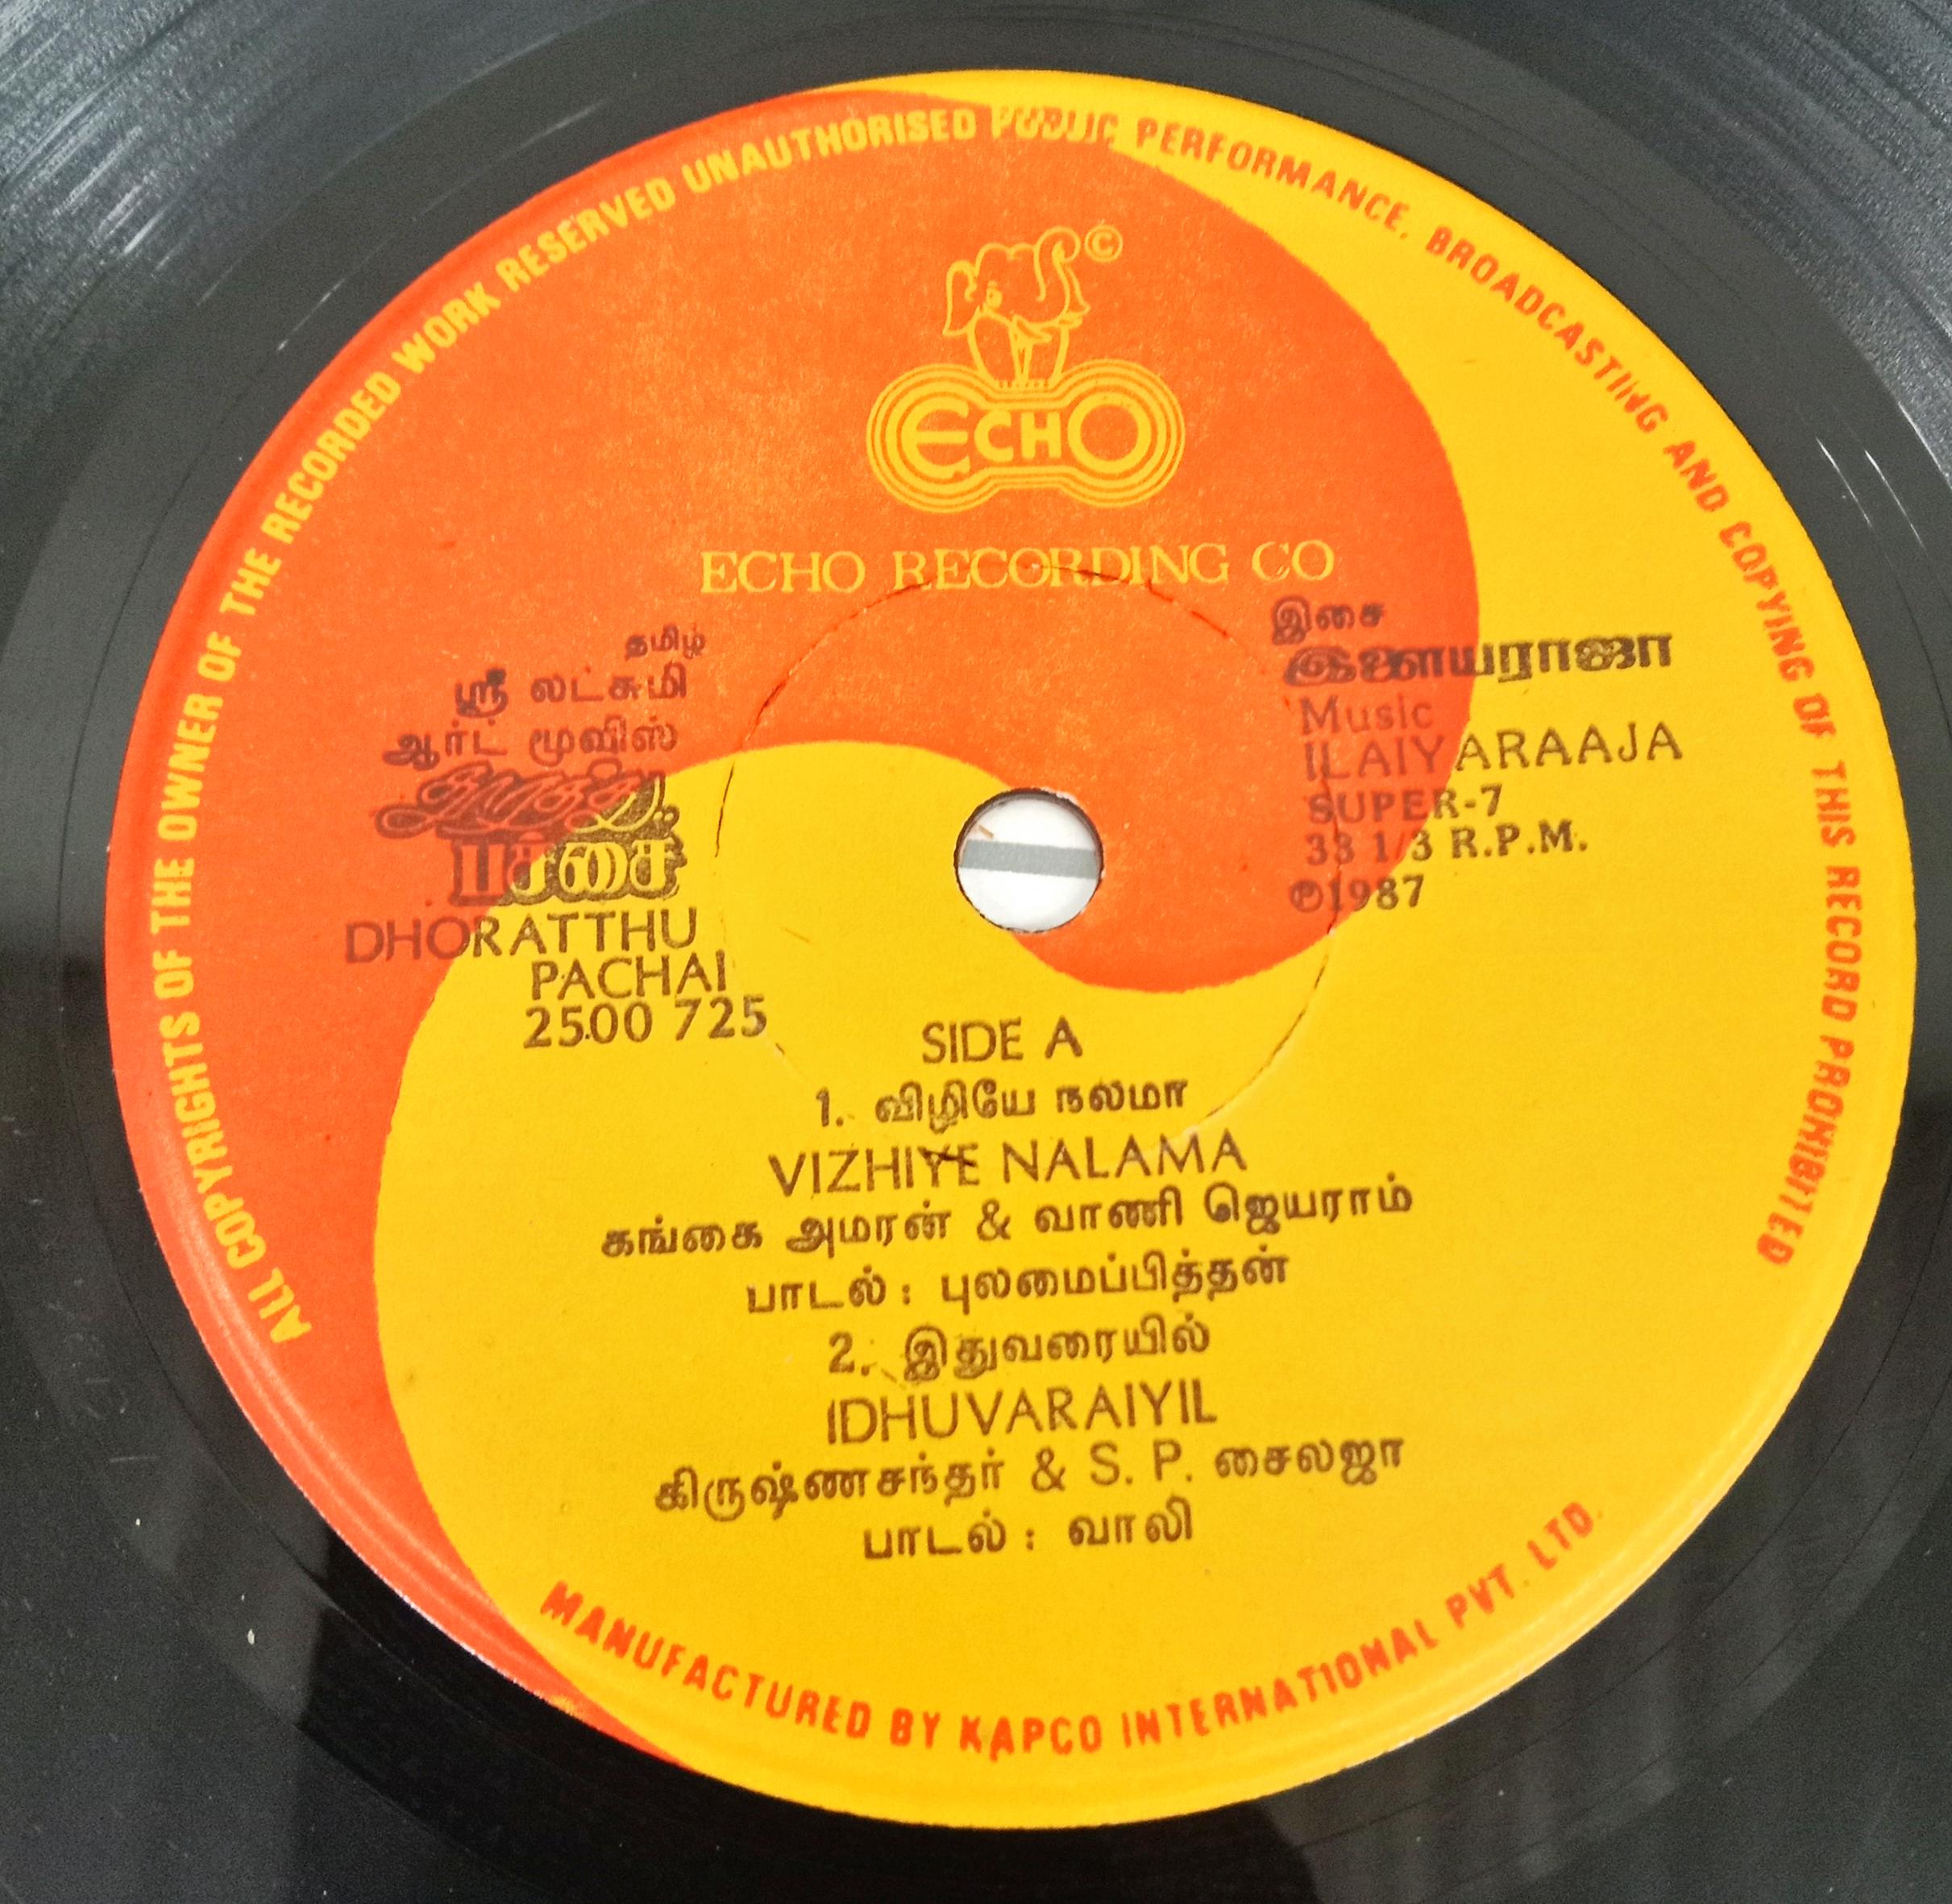 ALL COPYRIGHTS OF THE OWNER OF THE RECORDED WORK RESERVED UNAUTHORISED PUBLIC PERFORMANCE. BROADCASTING AND COPYING OF THIS RECORD PROHIBITED
©
ECHO
ECHO RECORDING CO
தமிழ்
ஸ்ரீ லட்சுமி
ஆர்ட் மூவிஸ்
பச்சை
DHORATTHU
PACHAI
2500 725
இசை
இளையராஜா
Music
ILAIYARAAJA
SUPER-7
33 1/3 R.P.M.
℗1987
SIDE A
1. விழியே நலமா
VIZHIYE NALAMA
கங்கை அமரன் & வாணி ஜெயராம்
பாடல் : புலமைப்பித்தன்
2. இதுவரையில்
IDHUVARAIYIL
கிருஷ்ணசந்தர் & S. P. சைலஜா
பாடல் : வாலி
MANUFACTURED BY KAPCO INTERNATIONAL PVT. LTD.